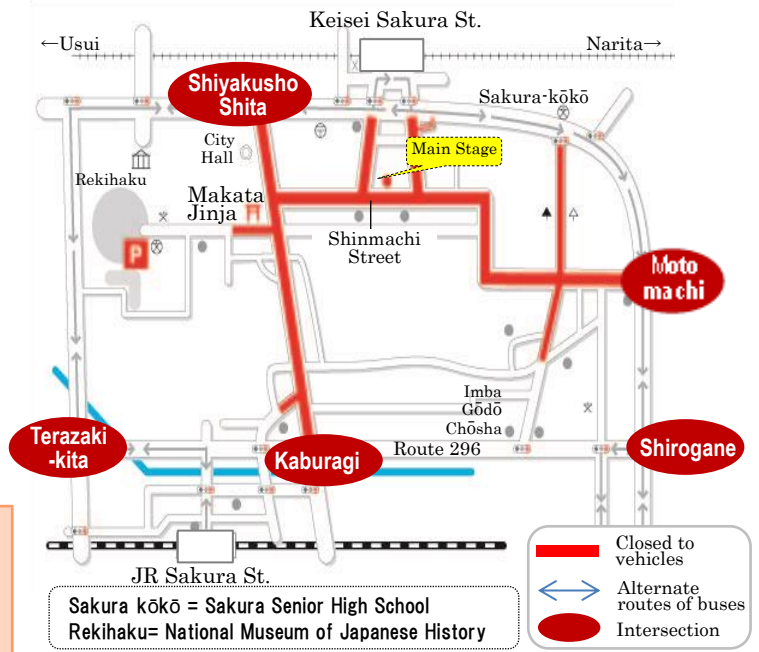 Keisei Sakura St.
←Usui
Narita→
Shiyakusho
Shita
Sakura-kōkō
City
Hall
Main Stage
Rekihaku
Makata
Jinja
Shinmachi
Street
P
Moto
machi
Imba
Gōdō
Chōsha
Terazaki
-kita
Kaburagi
Route 296
Shirogane
JR Sakura St.
Closed to
vehicles
Alternate
routes of buses
Intersection
Sakura kōkō = Sakura Senior High School
Rekihaku= National Museum of Japanese History